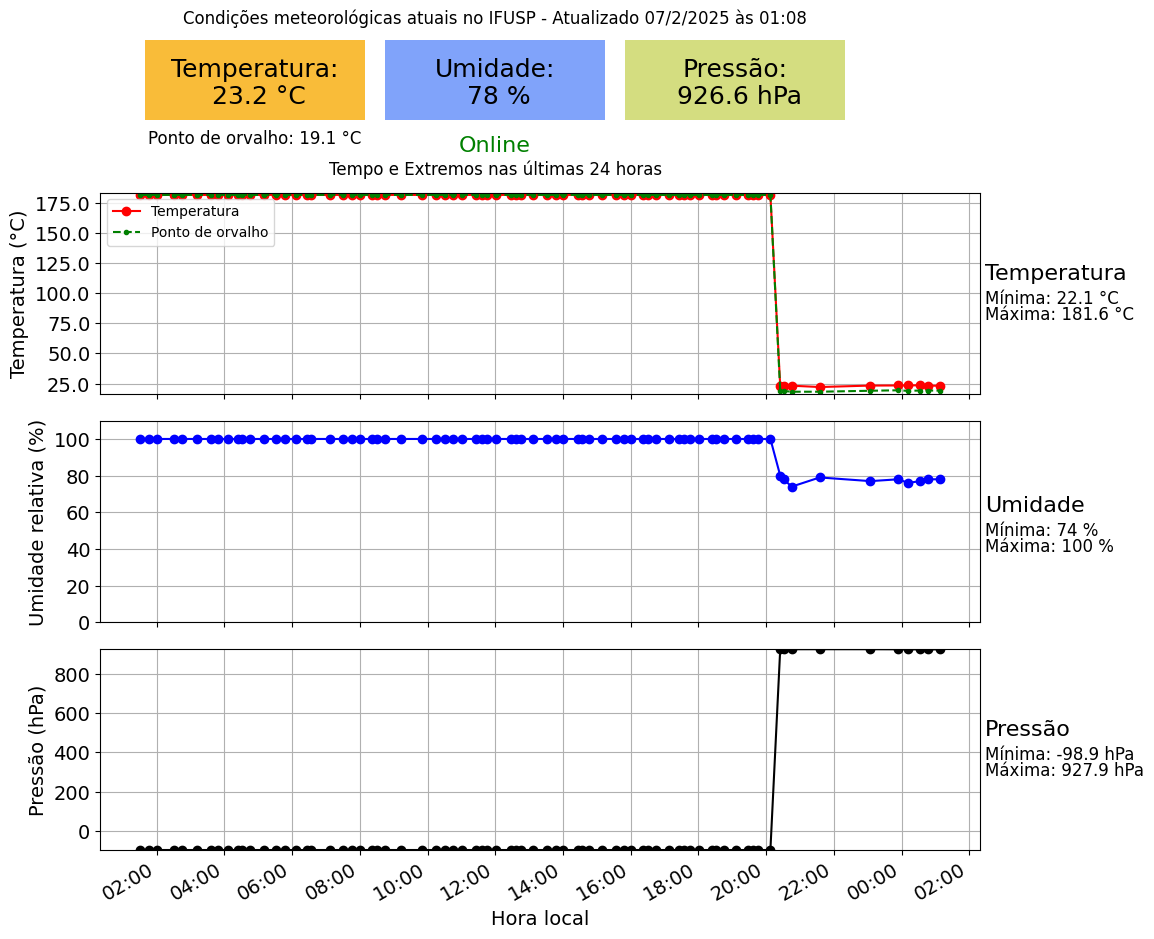 Condições meteorológicas atuais no IFUSP - Atualizado 07/2/2025 às 01:08
Temperatura:
23.2 °C
Umidade:
78 %
Pressão:
926.6 hPa
Ponto de orvalho: 19.1 °C
Online
Tempo e Extremos nas últimas 24 horas
Temperatura (°C)
175.0
150.0
125.0
100.0
75.0
50.0
25.0
Temperatura
Ponto de orvalho
Temperatura
Mínima: 22.1 °C
Máxima: 181.6 °C
Umidade relativa (%)
100
80
60
40
20
0
Umidade
Mínima: 74 %
Máxima: 100 %
Pressão (hPa)
800
600
400
200
0
Pressão
Mínima: -98.9 hPa
Máxima: 927.9 hPa
02:00 04:00 06:00 08:00 10:00 12:00 14:00 16:00 18:00 20:00 22:00 00:00 02:00
Hora local